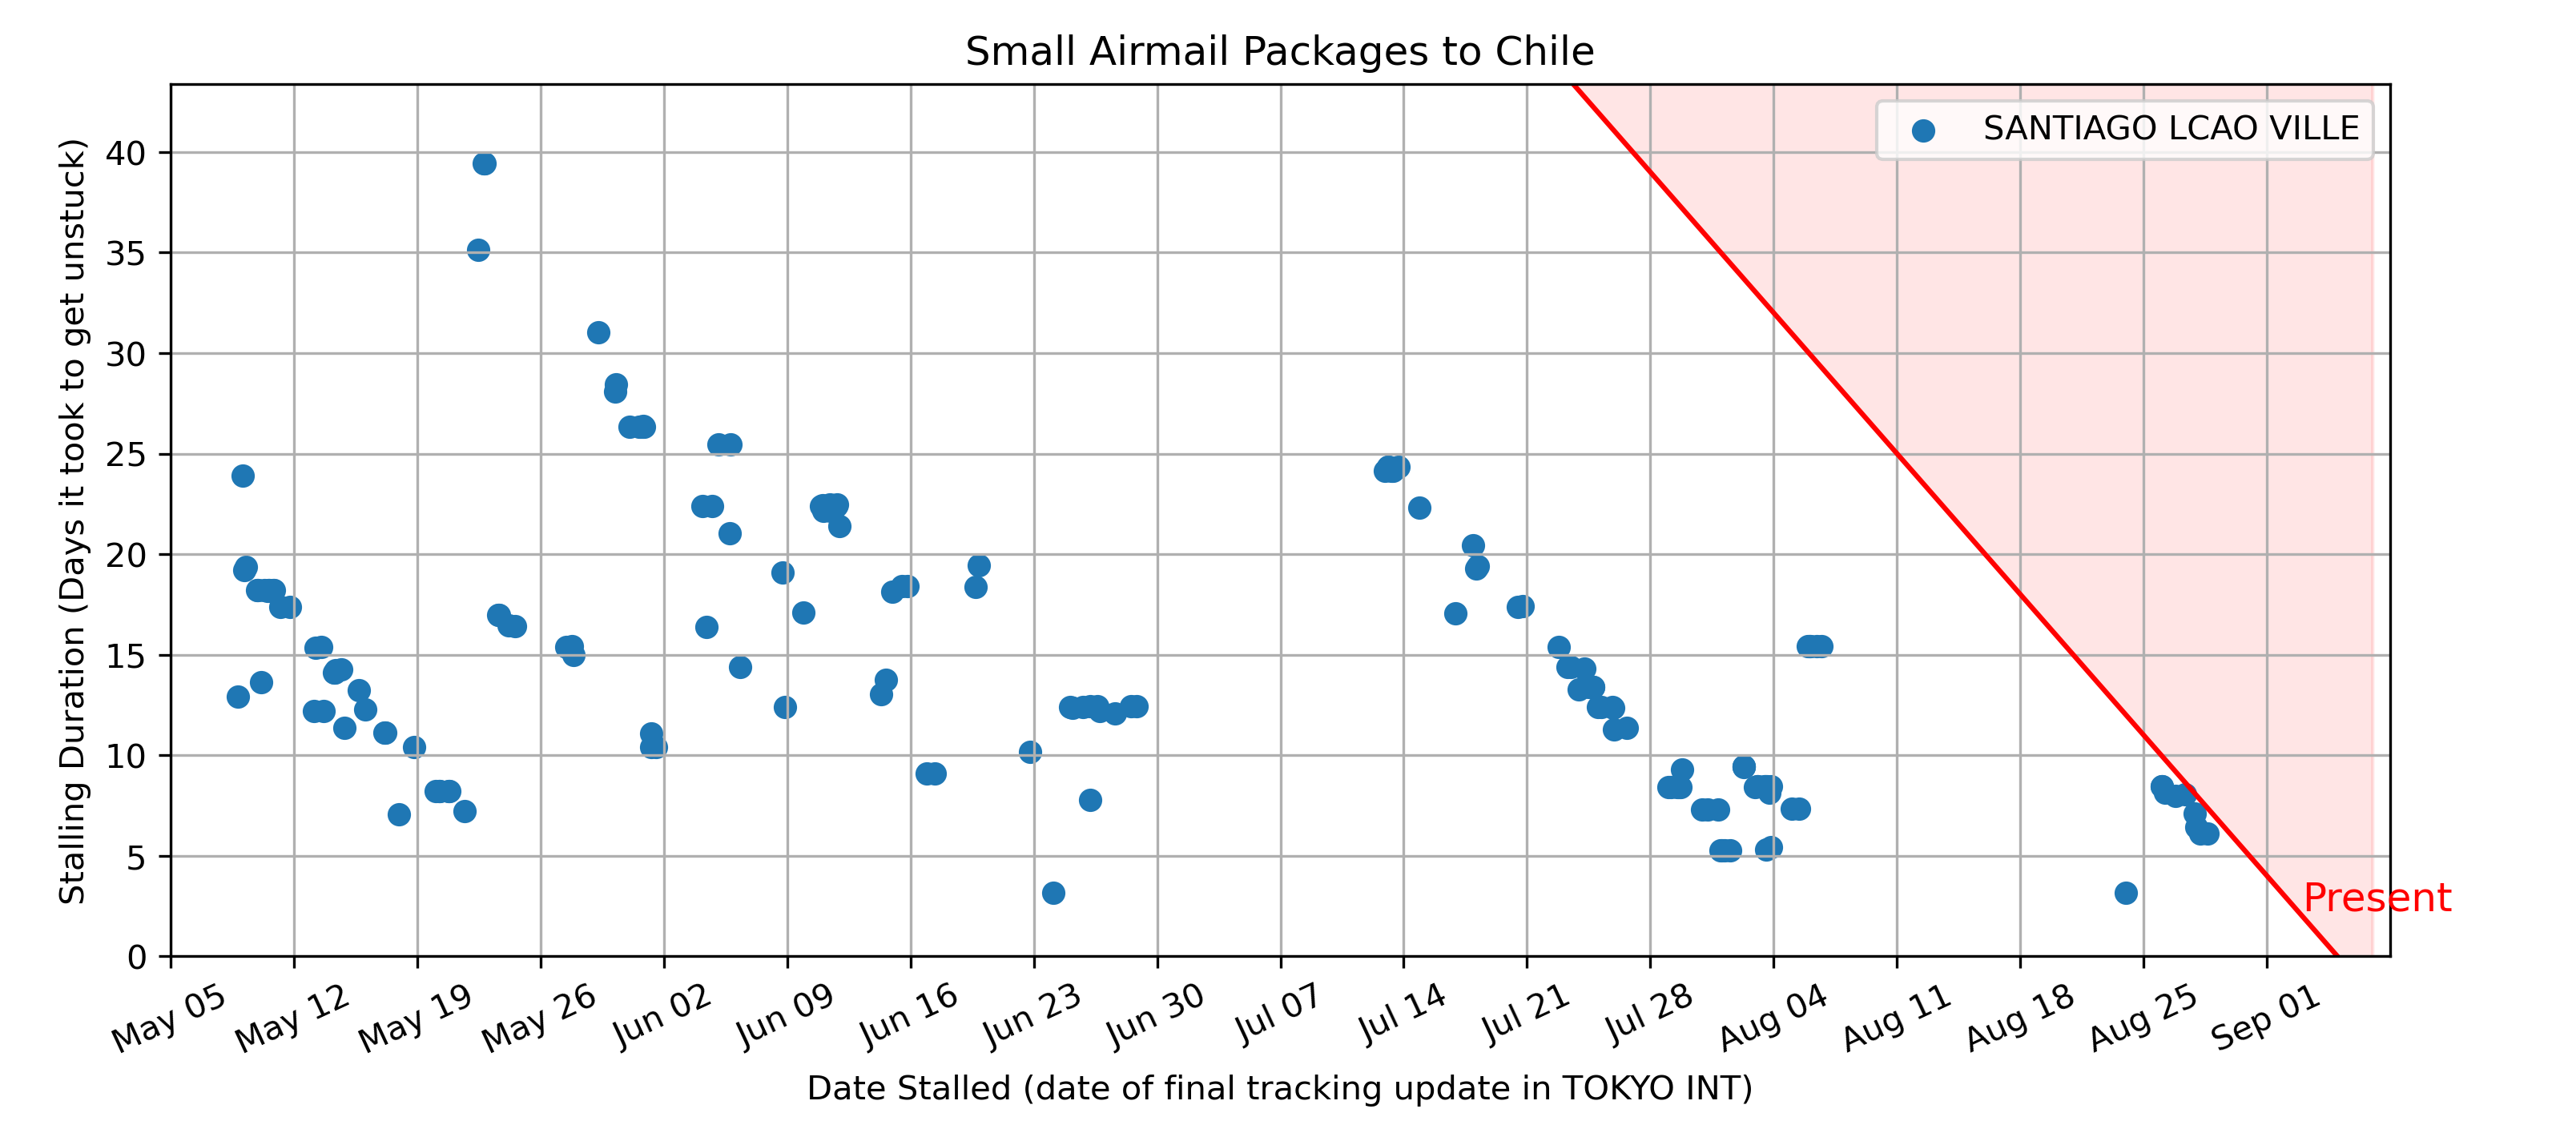 Small Airmail Packages to Chile
SANTIAGO LCAO VILLE
Stalling Duration (Days it took to get unstuck)
40
35
30
25
20
15
10
5
0
Present
May 05
May 12
May 19
May 26
Jun 02
Jun 09
Jun 16
Jun 23
Jun 30
Jul 07
Jul 14
Jul 21
Jul 28
Aug 04
Aug 11
Aug 18
Aug 25
Sep 01
Date Stalled (date of final tracking update in TOKYO INT)